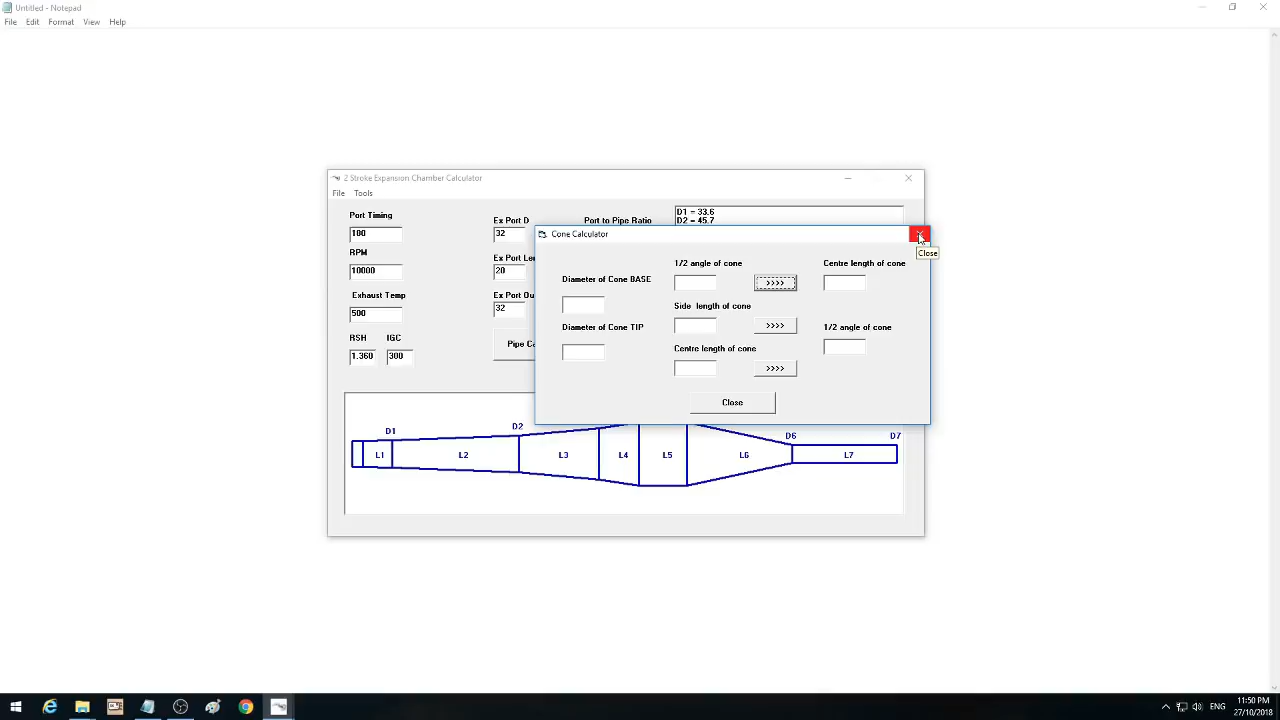 Untitled - Notepad
File Edit Format View Help
2 Stroke Expansion Chamber Calculator
File Tools
Port Timing
100
RPM
10000
Exhaust Temp
500
RSH IGC
1.360 300
Ex Port D
32
Ex Port Le
20
Ex Port Ou
32
Pipe Ca
Port to Pipe Ratio
D1 = 33.6
D2 = 45.7
Cone Calculator
Close
Diameter of Cone BASE
Diameter of Cone TIP
1/2 angle of cone
>>>>
Side length of cone
>>>>
Centre length of cone
>>>>
Centre length of cone
1/2 angle of cone
Close
D1 D2 D6 D7
L1 L2 L3 L4 L5 L6 L7
ENG
11:50 PM
27/10/2018